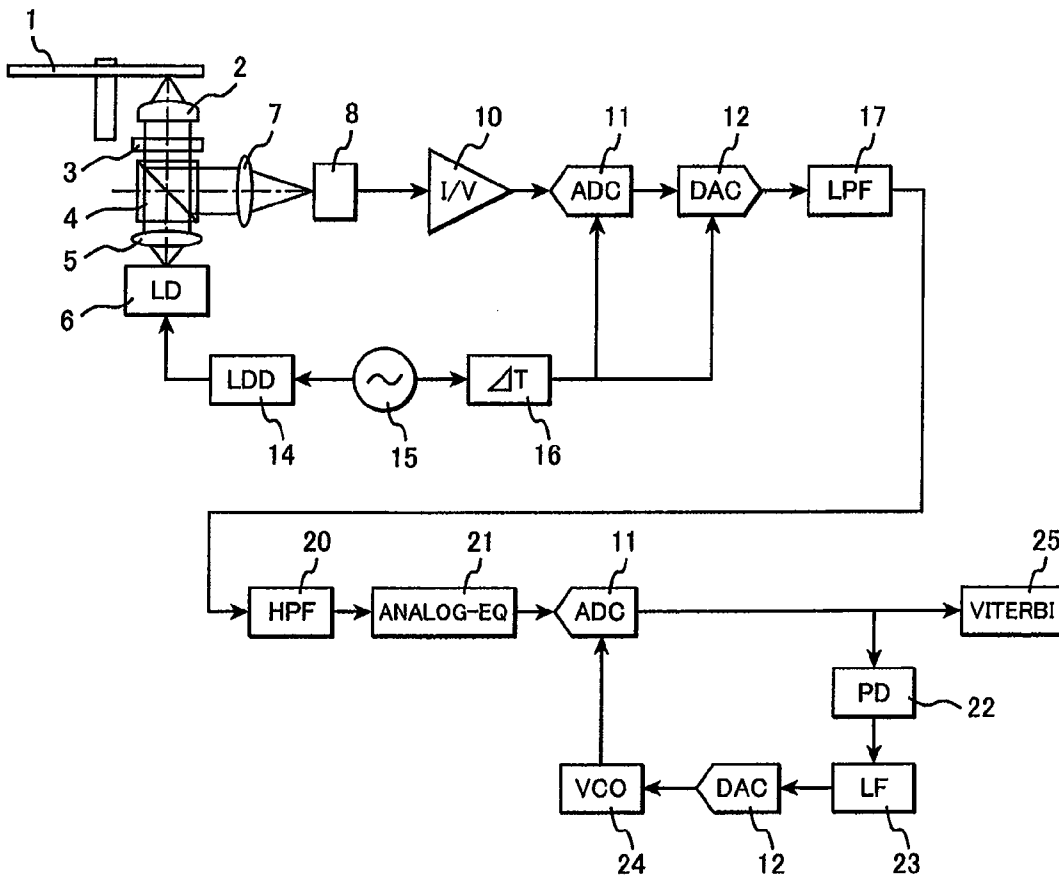 1
2
3
4
5
6
LD
7
8
10
I/V
11
ADC
12
DAC
17
LPF
LDD
14
~
15
⊿T
16
20
HPF
21
ANALOG-EQ
11
ADC
25
VITERBI
PD
22
LF
23
DAC
12
VCO
24